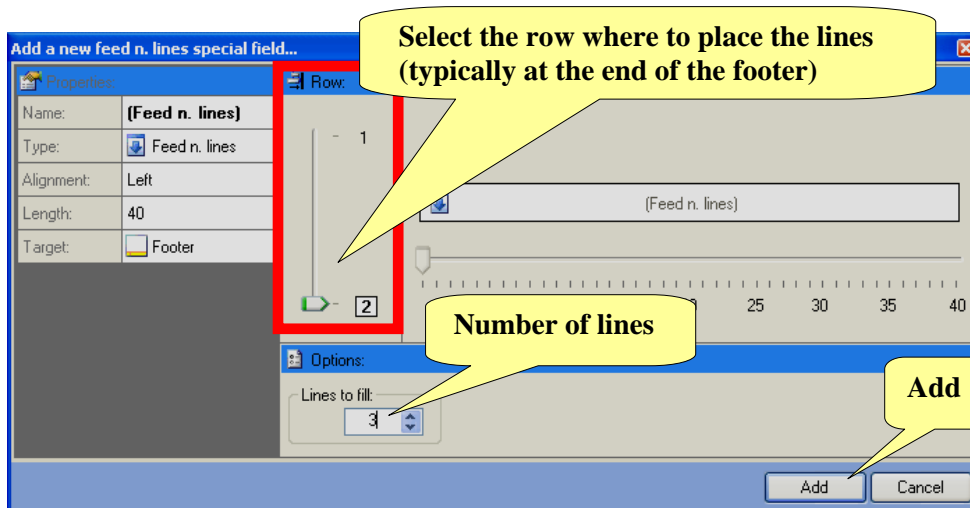 Add a new feed n. lines special field...
Select the row where to place the lines
(typically at the end of the footer)
Properties:
Row:
Name:
(Feed n. lines)
Type:
Feed n. lines
Alignment:
Left
Length:
40
Target:
Footer
1
2
(Feed n. lines)
25 30 35 40
Number of lines
Options:
Lines to fill:
3
Add
Add
Cancel